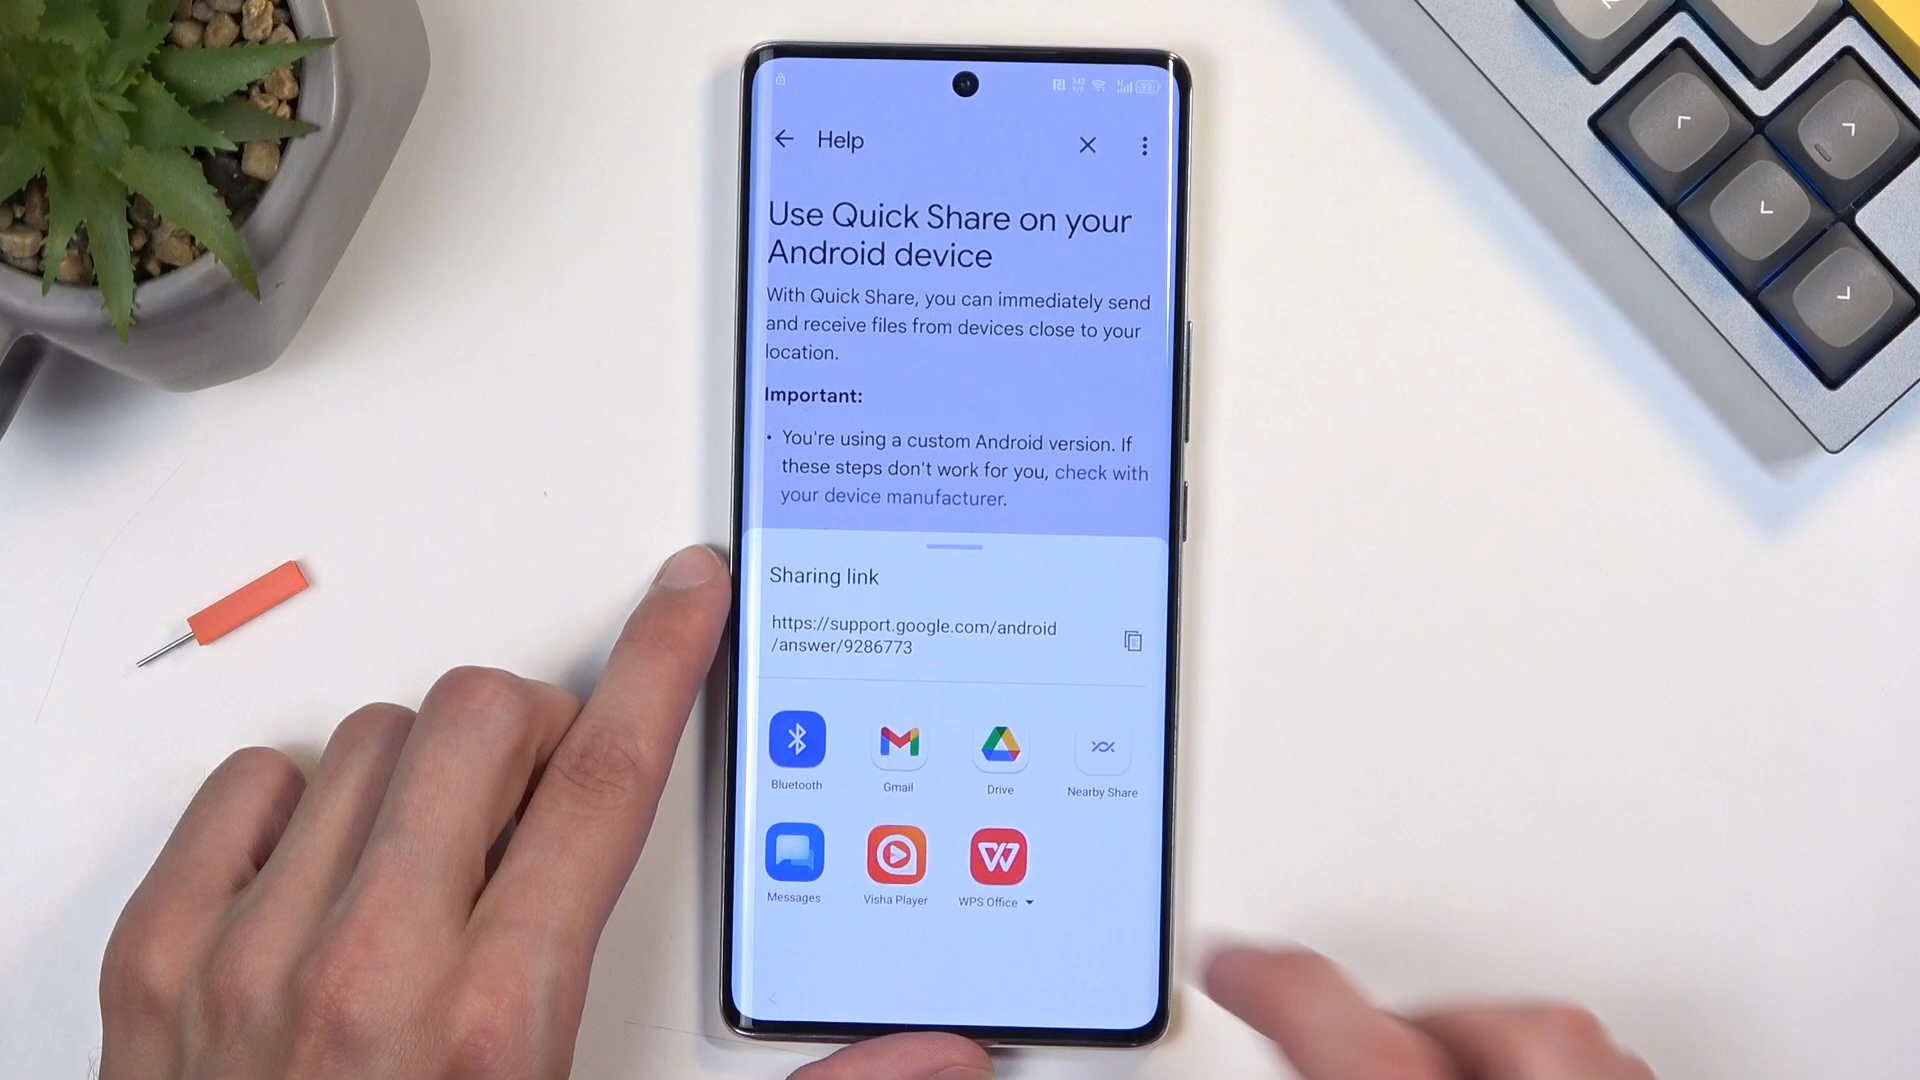 Help
Use Quick Share on your
Android device
With Quick Share, you can immediately send
and receive files from devices close to your
location.
Important:
• You're using a custom Android version. If
these steps don't work for you, check with
your device manufacturer.
Sharing link
https://support.google.com/android
/answer/9286773
Bluetooth
Gmail
Drive
Nearby Share
Messages
Visha Player
WPS Office